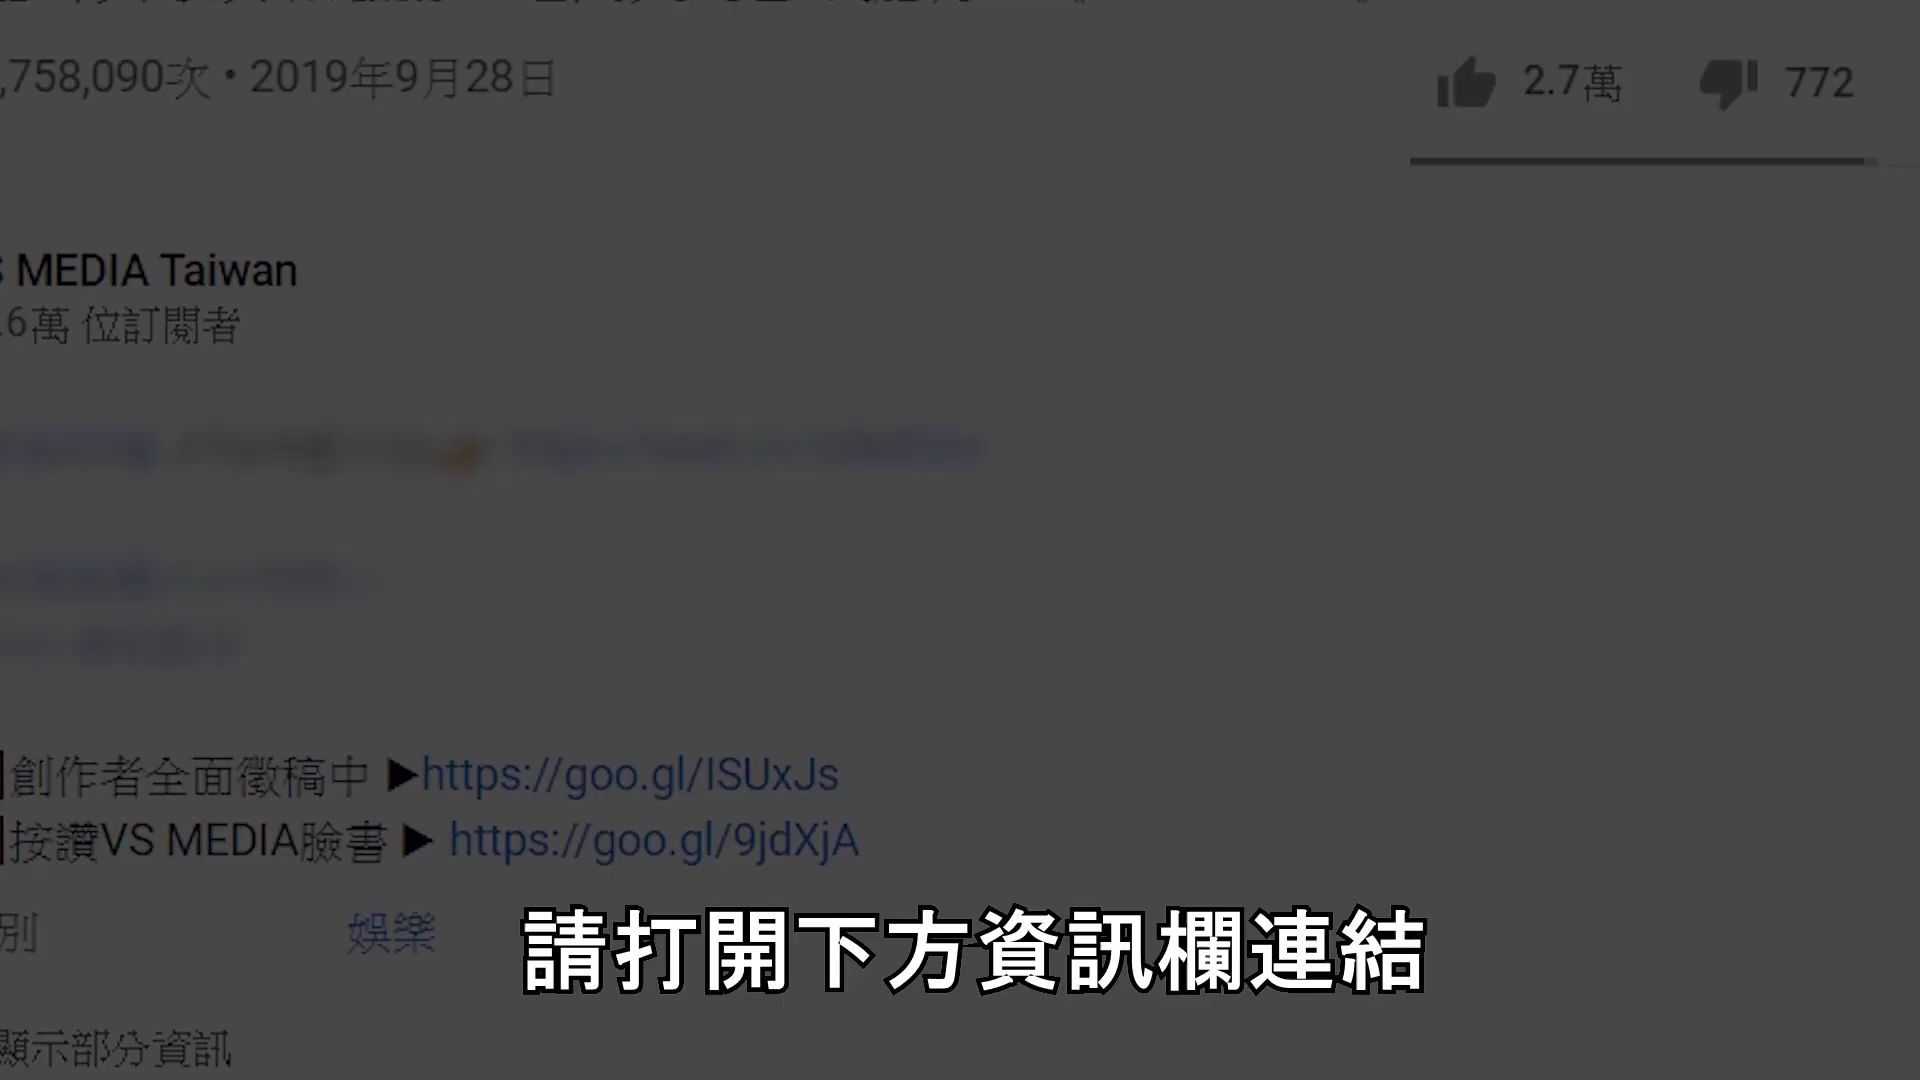 ,758,090次 • 2019年9月28日
2.7萬
772
S MEDIA Taiwan
.6萬 位訂閱者
創作者全面徵稿中 ▶https://goo.gl/ISUxJs
按讚VS MEDIA臉書 ▶ https://goo.gl/9jdXjA
別 娛樂
請打開下方資訊欄連結
顯示部分資訊